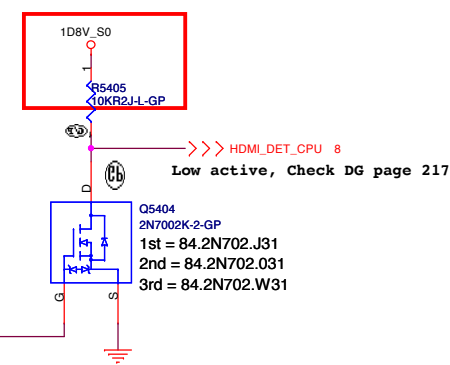 1D8V_S0
1
R5405
10KR2J-L-GP
HDMI_DET_CPU 8
Low active, Check DG page 217
D
Q5404
2N7002K-2-GP
1st = 84.2N702.J31
2nd = 84.2N702.031
3rd = 84.2N702.W31
G
S